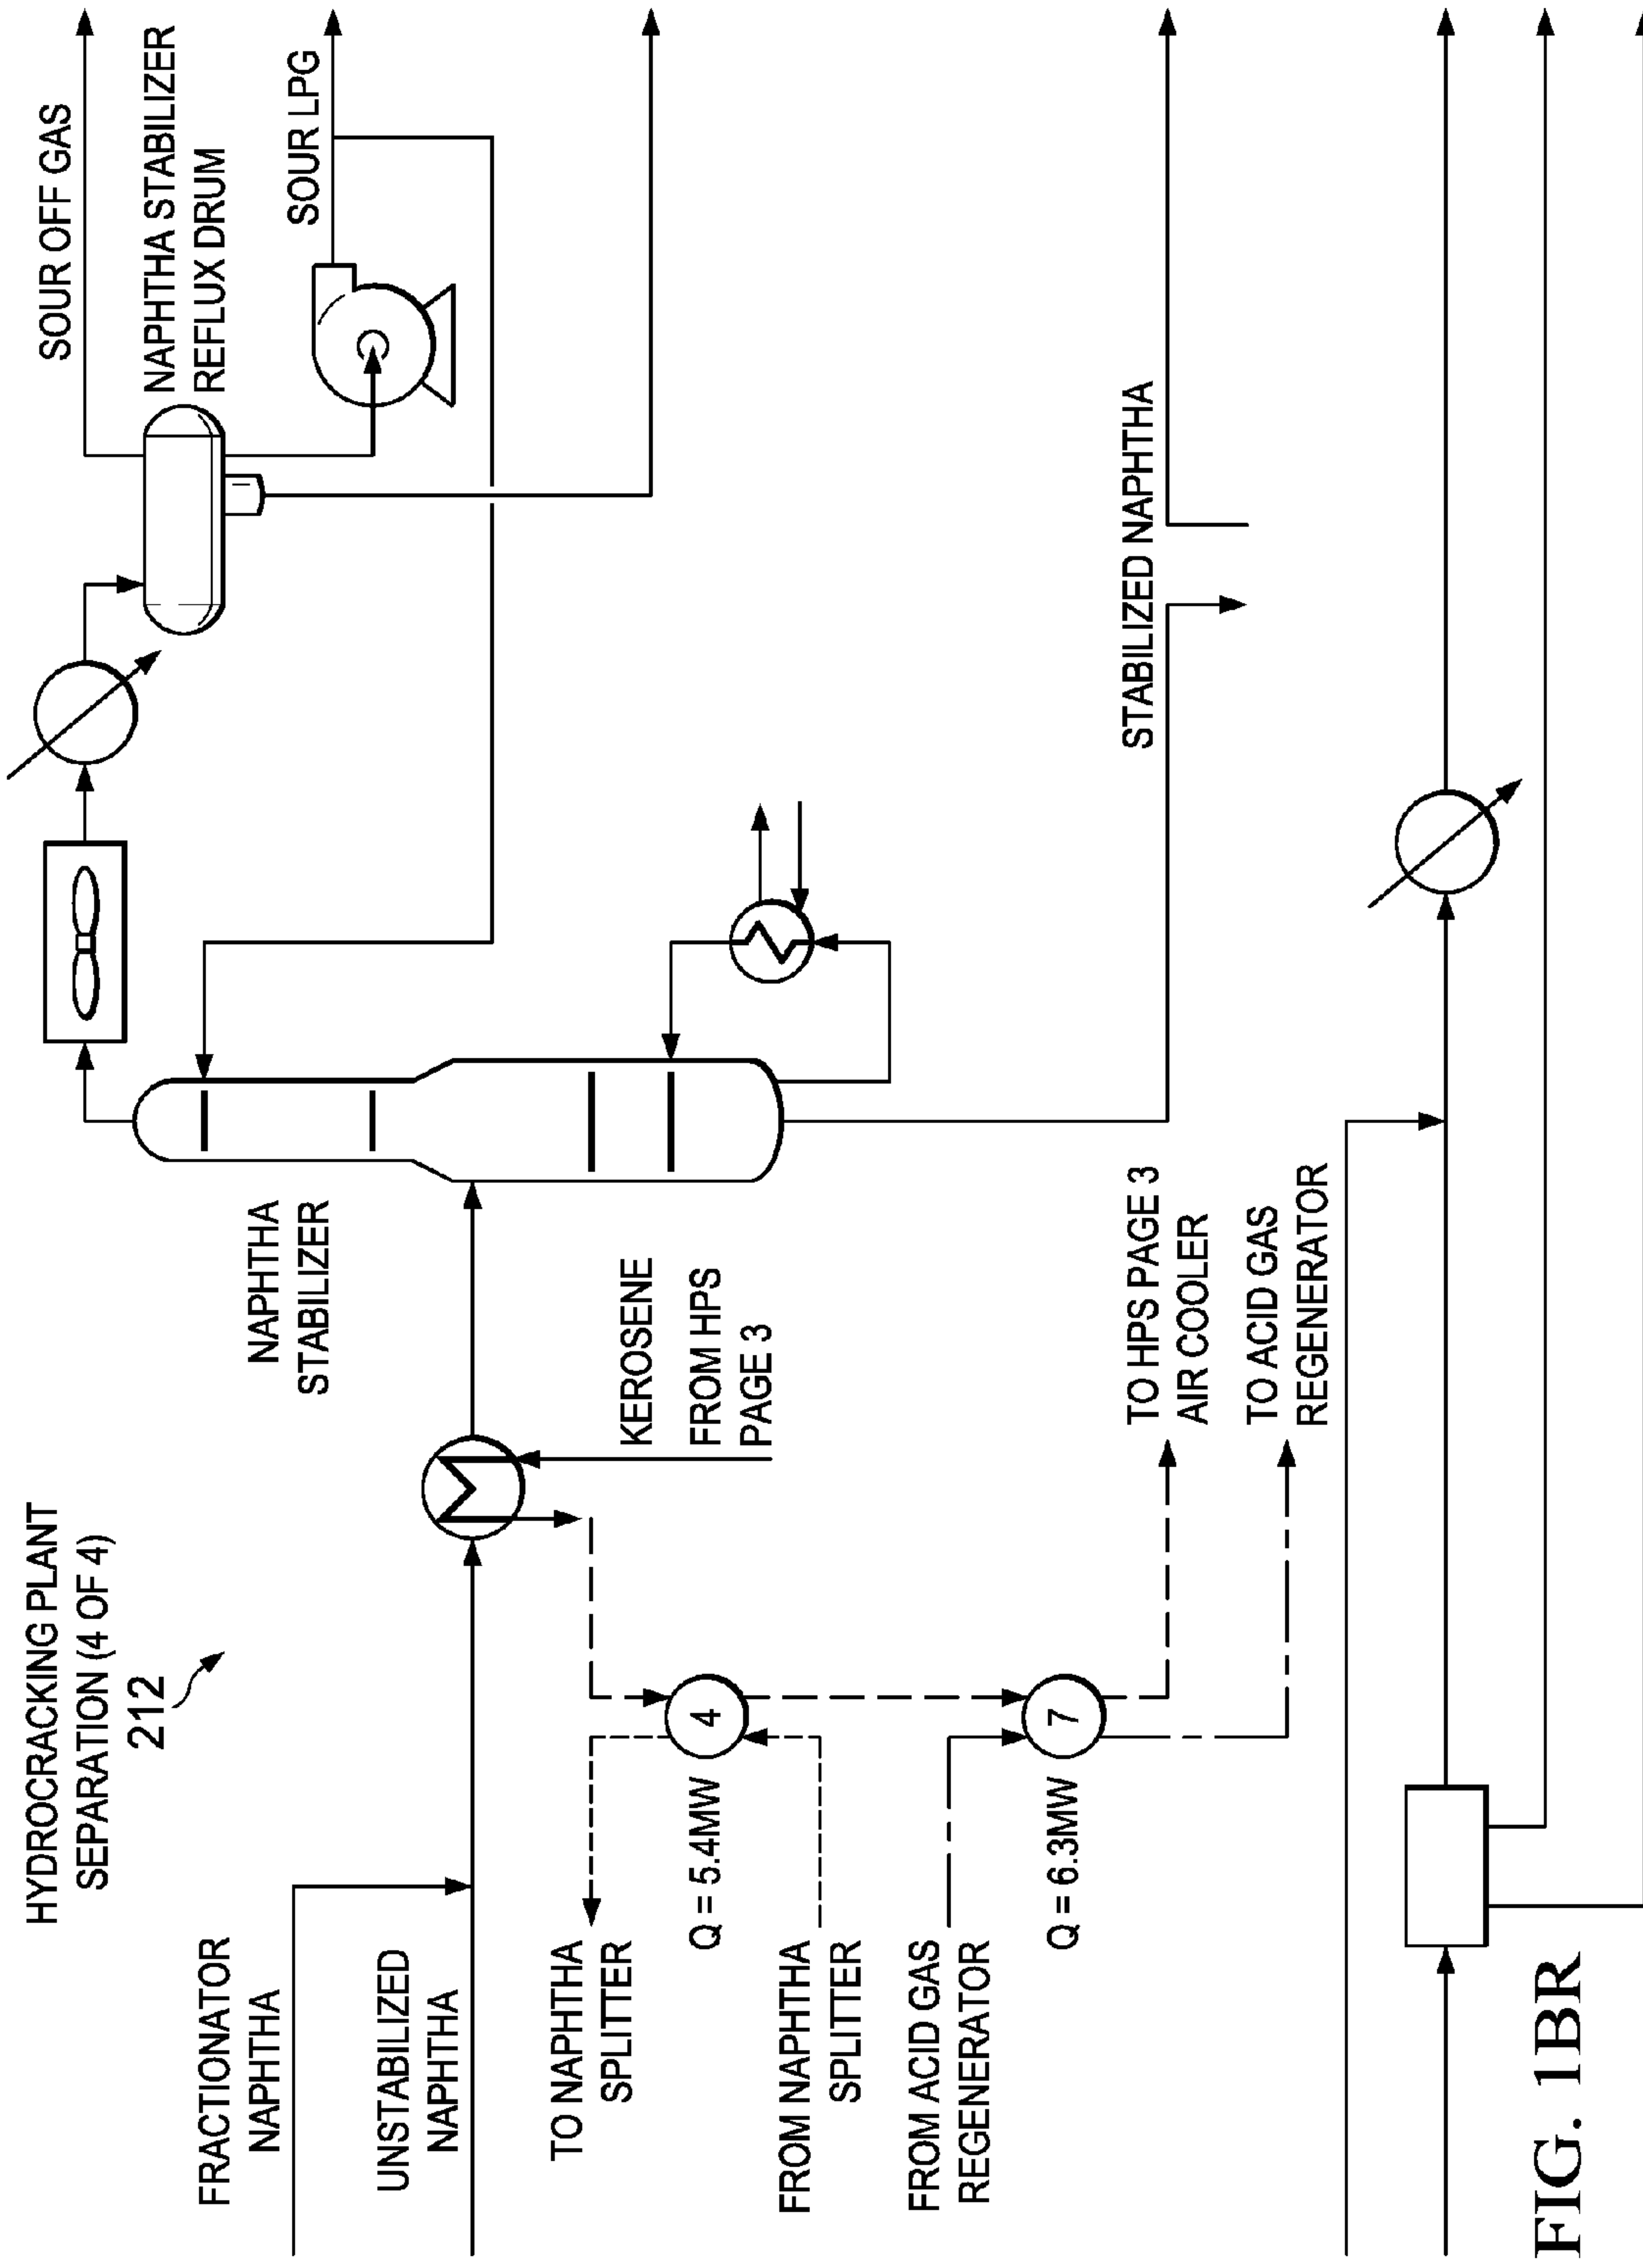 HYDROCRACKING PLANT
SEPARATION (4 OF 4)
212
FRACTIONATOR
NAPHTHA
UNSTABILIZED
NAPHTHA
TO NAPHTHA
SPLITTER
Q = 5.4MW
4
FROM NAPHTHA
SPLITTER
FROM ACID GAS
REGENERATOR
Q = 6.3MW
7
NAPHTHA
STABILIZER
KEROSENE
FROM HPS
PAGE 3
TO HPS PAGE 3
AIR COOLER
TO ACID GAS
REGENERATOR
SOUR OFF GAS
NAPHTHA STABILIZER
REFLUX DRUM
SOUR LPG
STABILIZED NAPHTHA
FIG. 1BR